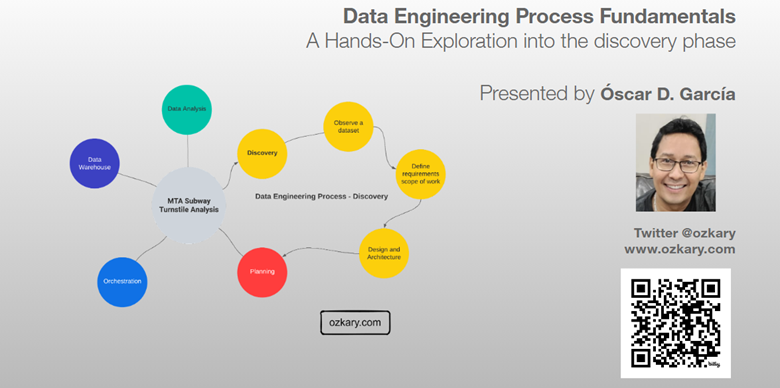 Data Engineering Process Fundamentals
A Hands-On Exploration into the discovery phase
Presented by Óscar D. García
Data Analysis
Observe a
dataset
Discovery
Data
Warehouse
Define
requirements
scope of work
MTA Subway
Turnstile Analysis
Data Engineering Process - Discovery
Design and
Architecture
Planning
Orchestration
ozkary.com
Twitter @ozkary
www.ozkary.com
bitly